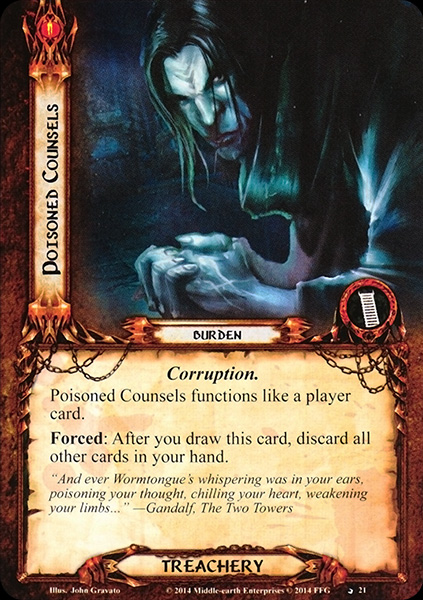 POISONED COUNSELS
BURDEN
Corruption.
Poisoned Counsels functions like a player
card.
Forced: After you draw this card, discard all
other cards in your hand.
“And ever Wormtongue’s whispering was in your ears,
poisoning your thought, chilling your heart, weakening
your limbs...” —Gandalf, The Two Towers
TREACHERY
Illus. John Gravato
© 2014 Middle-earth Enterprises © 2014 FFG
21